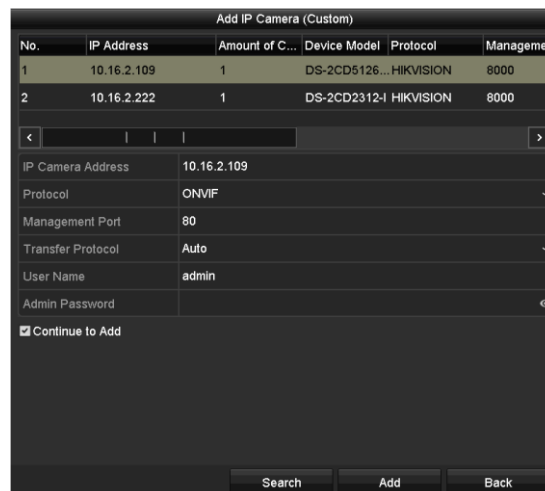 Add IP Camera (Custom)
No. IP Address Amount of C... Device Model Protocol Manageme
1 10.16.2.109 1 DS-2CD5126... HIKVISION 8000
2 10.16.2.222 1 DS-2CD2312-I HIKVISION 8000
IP Camera Address 10.16.2.109
Protocol ONVIF
Management Port 80
Transfer Protocol Auto
User Name admin
Admin Password
Continue to Add
Search Add Back